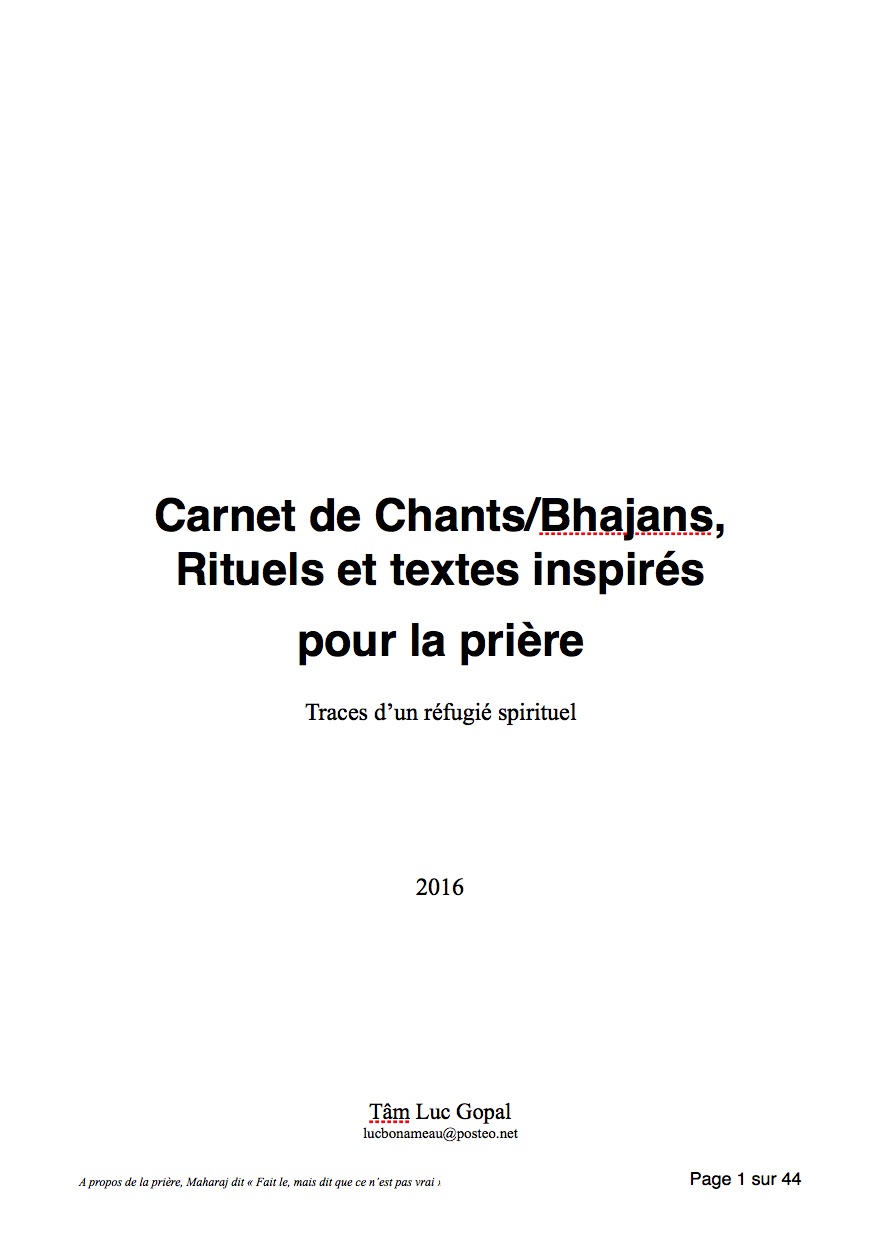 Carnet de Chants/Bhajans,
Rituels et textes inspirés
pour la prière
Traces d’un réfugié spirituel
2016
Tâm Luc Gopal
lucbonameau@posteo.net
A propos de la prière, Maharaj dit « Fait le, mais dit que ce n’est pas vrai ›
Page 1 sur 44